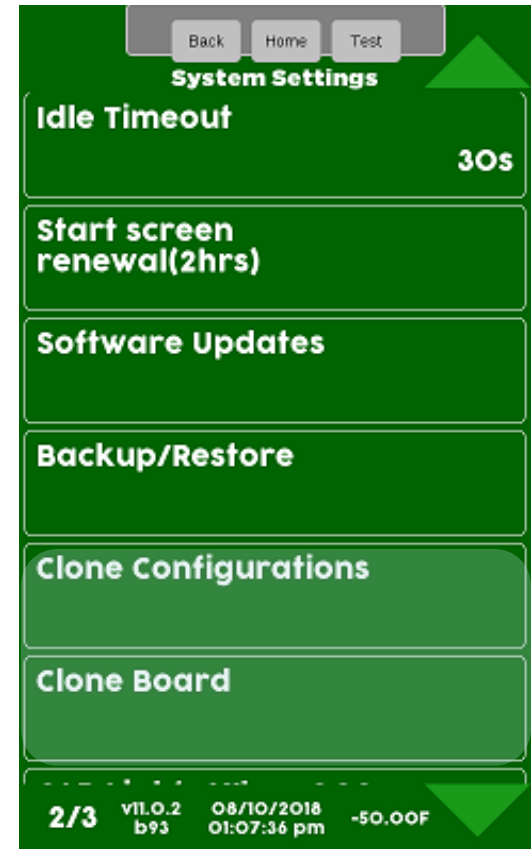 Back Home Test
System Settings
Idle Timeout
30s
Start screen
renewal(2hrs)
Software Updates
Backup/Restore
Clone Configurations
Clone Board
2/3 v11.0.2 08/10/2018 -50.00F
b93 01:07:36 pm